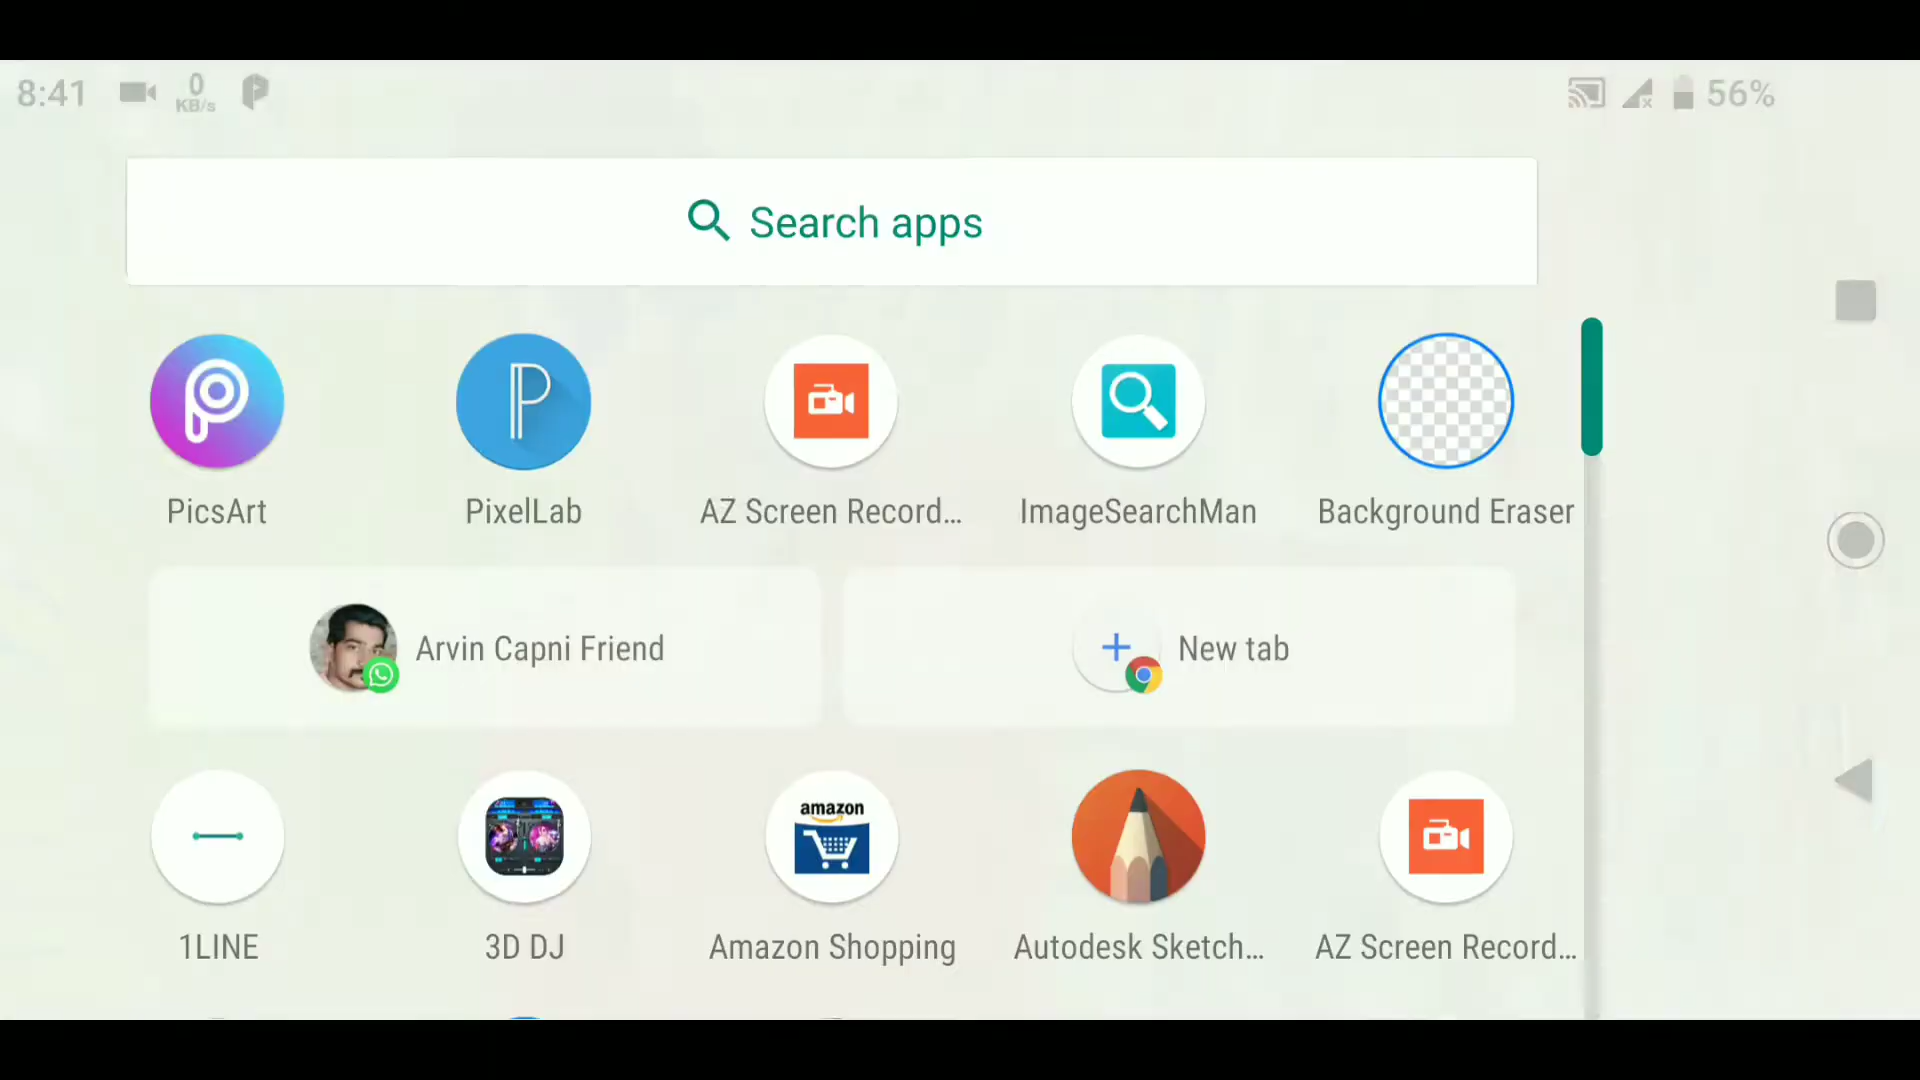 8:41 0 KB/s 56%
Search apps
PicsArt PixelLab AZ Screen Record... ImageSearchMan Background Eraser
Arvin Capni Friend New tab
amazon
1LINE 3D DJ Amazon Shopping Autodesk Sketch... AZ Screen Record...